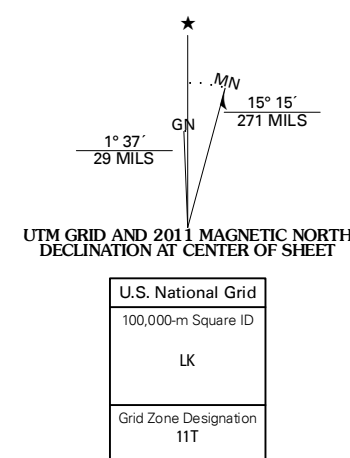 ★
MN
GN
15° 15´
271 MILS
1° 37´
29 MILS
UTM GRID AND 2011 MAGNETIC NORTH
DECLINATION AT CENTER OF SHEET
U.S. National Grid
100,000-m Square ID
LK
Grid Zone Designation
11T